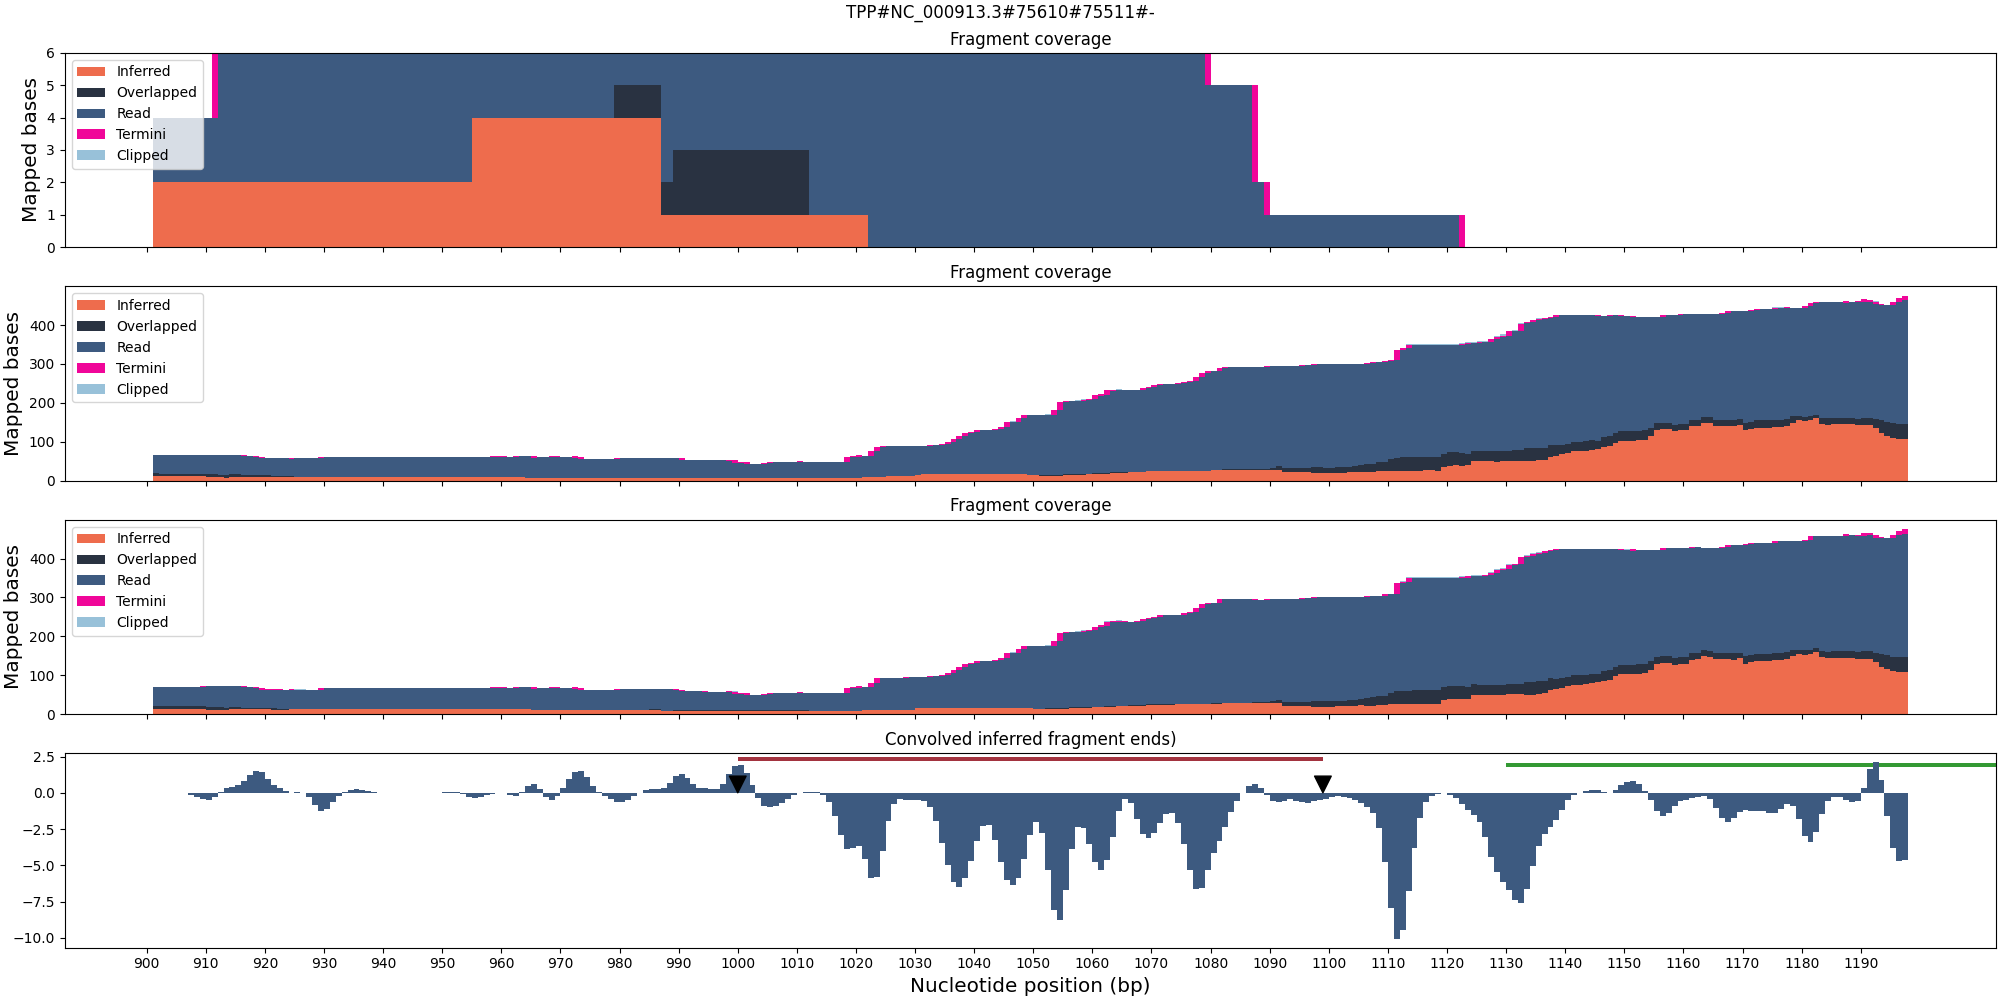 TPP#NC_000913.3#75610#75511#-
Fragment coverage
Mapped bases
6
5
4
3
2
1
0
Inferred
Overlapped
Read
Termini
Clipped
Fragment coverage
Mapped bases
400
300
200
100
0
Inferred
Overlapped
Read
Termini
Clipped
Fragment coverage
Mapped bases
400
300
200
100
0
Inferred
Overlapped
Read
Termini
Clipped
Convolved inferred fragment ends)
2.5
0.0
−2.5
−5.0
−7.5
−10.0
900 910 920 930 940 950 960 970 980 990 1000 1010 1020 1030 1040 1050 1060 1070 1080 1090 1100 1110 1120 1130 1140 1150 1160 1170 1180 1190
Nucleotide position (bp)